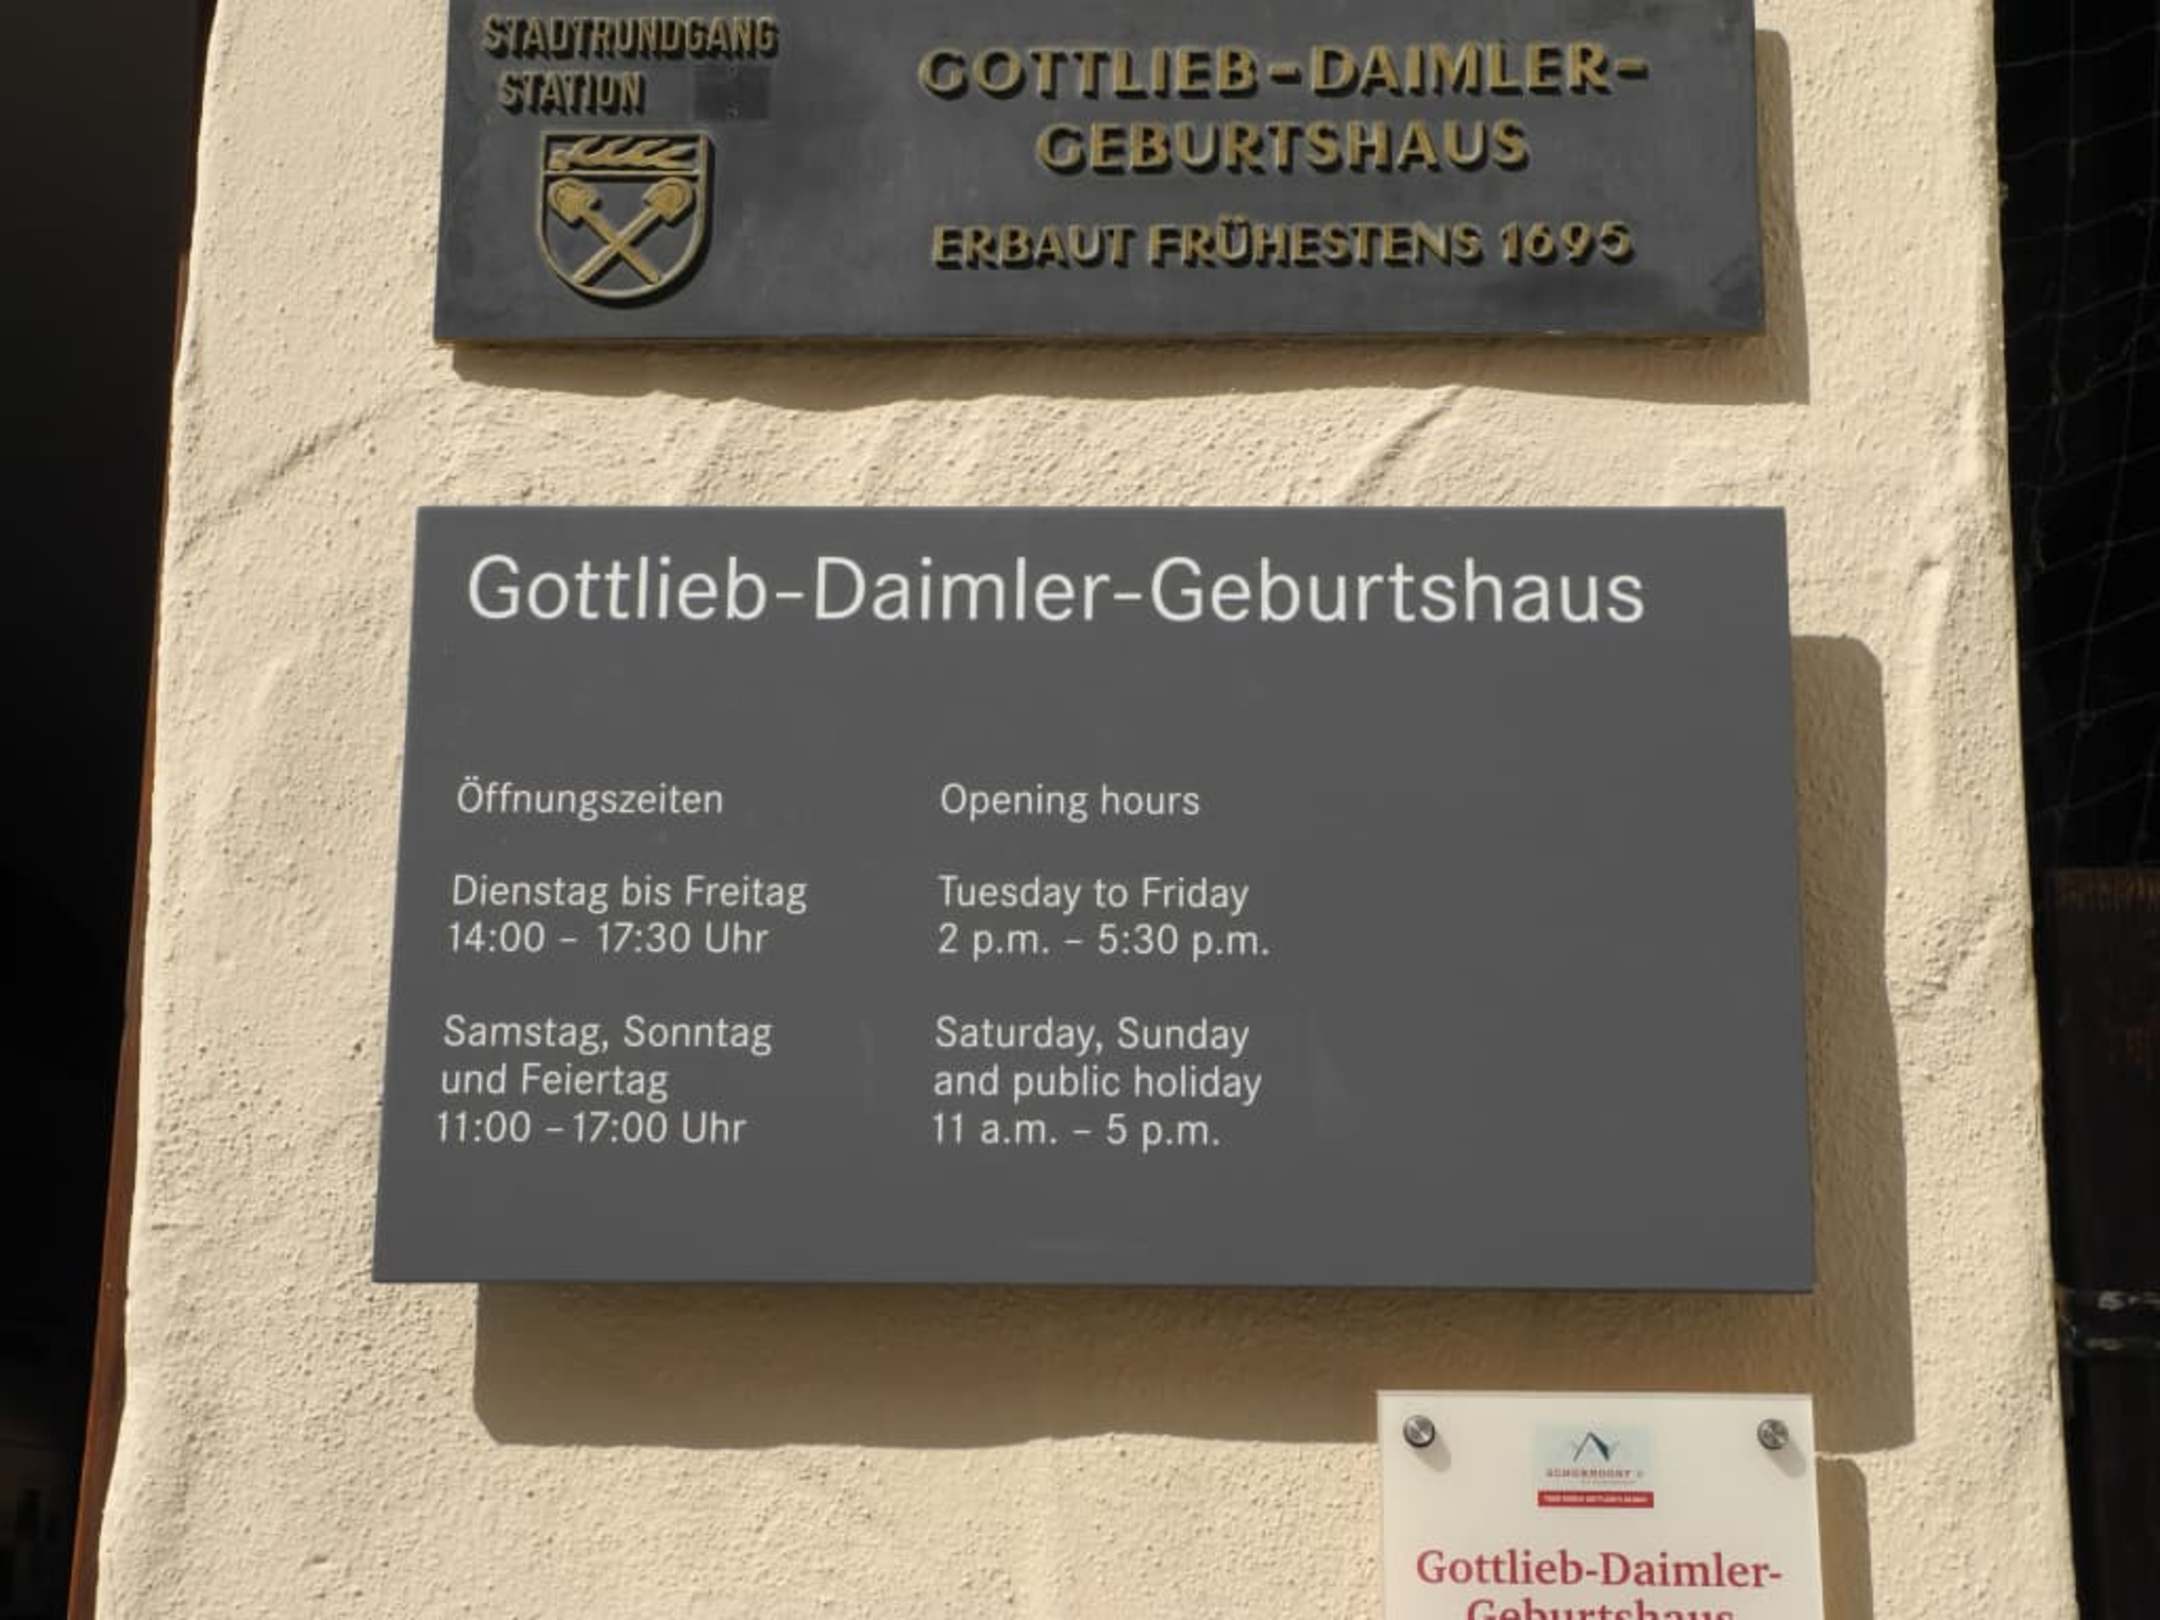 STADTRUNDGANG
STATION
GOTTLIEB-DAIMLER-
GEBURTSHAUS
ERBAUT FRÜHESTENS 1695
Gottlieb-Daimler-Geburtshaus
Öffnungszeiten
Dienstag bis Freitag
14:00 – 17:30 Uhr
Samstag, Sonntag
und Feiertag
11:00 – 17:00 Uhr
Opening hours
Tuesday to Friday
2 p.m. – 5:30 p.m.
Saturday, Sunday
and public holiday
11 a.m. – 5 p.m.
SCHORNDORF
Gottlieb-Daimler-
Geburtshaus